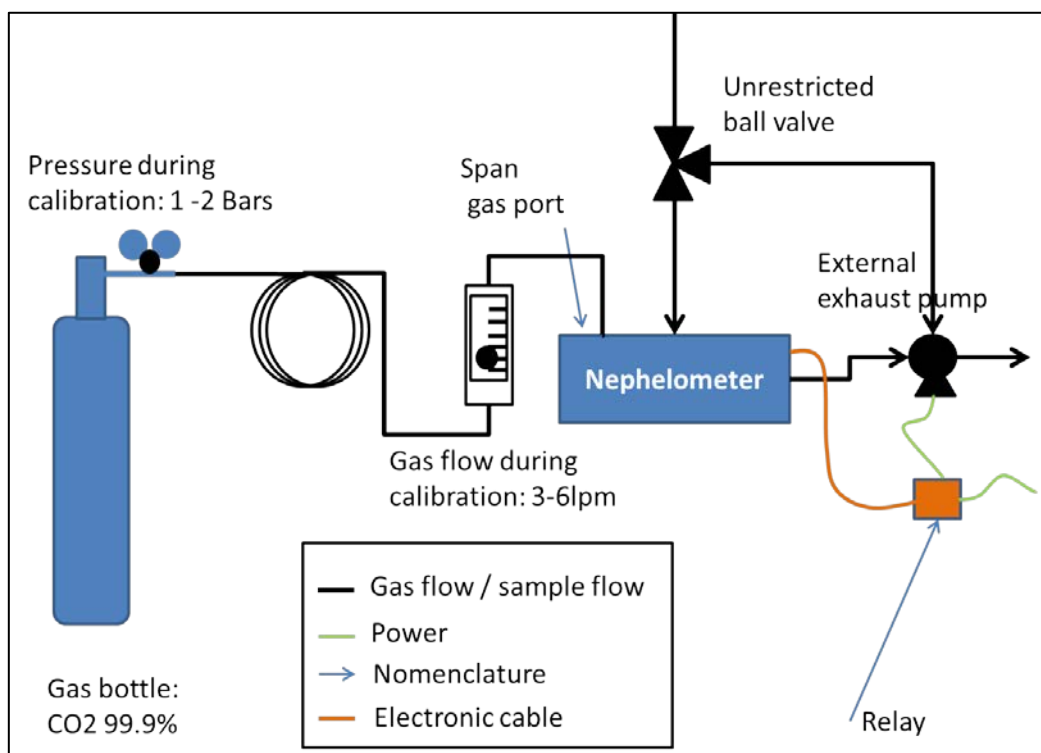 Unrestricted
ball valve
Pressure during
calibration: 1 -2 Bars
Span
gas port
External
exhaust pump
Nephelometer
Gas flow during
calibration: 3-6lpm
Gas flow / sample flow
Power
Nomenclature
Electronic cable
Gas bottle:
CO2 99.9%
Relay